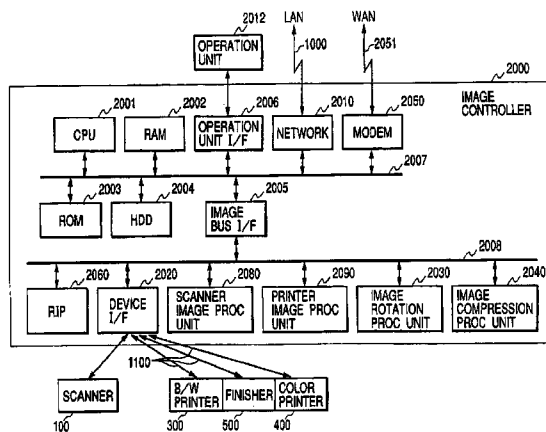 2012
LAN
WAN
OPERATION
UNIT
1000
2051
2000
IMAGE
CONTROLLER
2001
2002
2006
2010
2050
CPU
RAM
OPERATION
UNIT I/F
NETWORK
MODEM
2007
2003
2004
2005
ROM
HDD
IMAGE
BUS I/F
2008
2060
2020
2080
2090
2030
2040
RIP
DEVICE
I/F
SCANNER
IMAGE PROC
UNIT
PRINTER
IMAGE PROC
UNIT
IMAGE
ROTATION
PROC UNIT
IMAGE
COMPRESSION
PROC UNIT
1100
SCANNER
B/W
PRINTER
FINISHER
COLOR
PRINTER
100
300
500
400